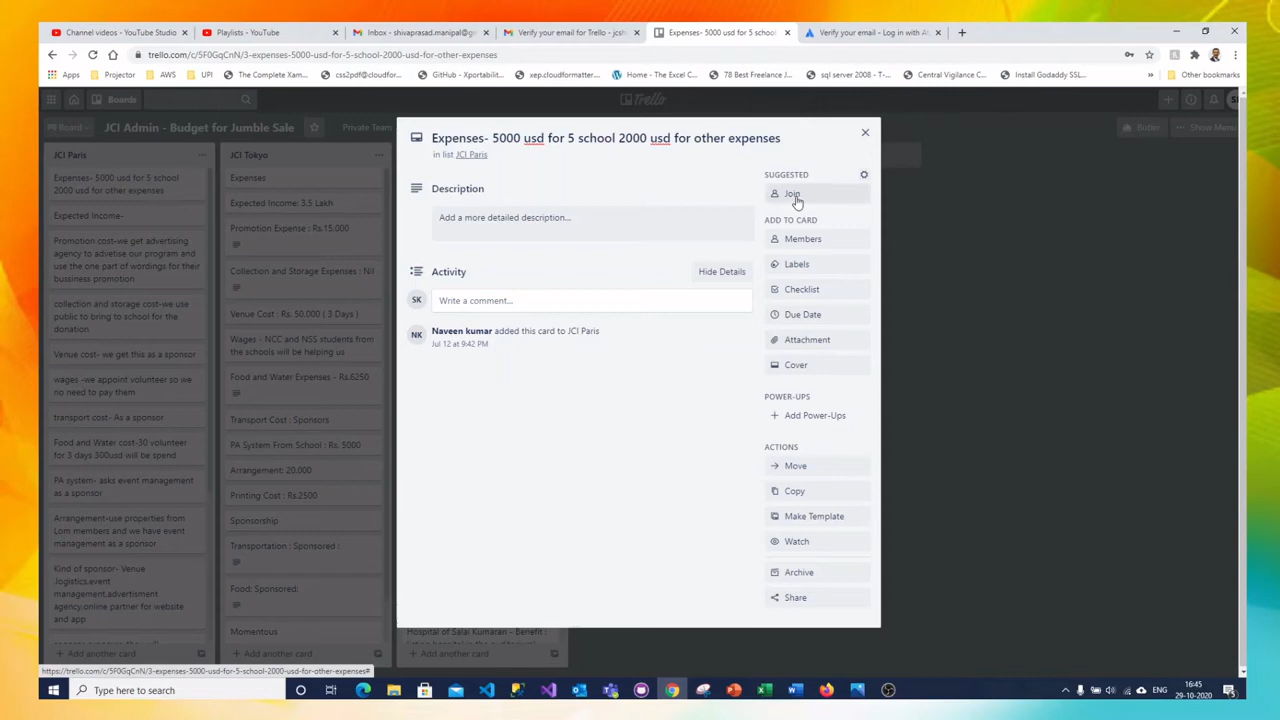 Channel videos - YouTube Studio
Playlists - YouTube
Inbox - shivaprasad.manipal@g
Verify your email for Trello - jcsh
Expenses- 5000 usd for 5 school
Verify your email - Log in with At
trello.com/c/5F0GqCnN/3-expenses-5000-usd-for-5-school-2000-usd-for-other-expenses
Apps
Projector
AWS
UPI
The Complete Xam...
css2pdf@cloudfor...
GitHub - Xportabilit...
xep.cloudformatter...
Home - The Excel C...
78 Best Freelance J...
sql server 2008 - T-...
Central Vigilance C...
Install Godaddy SSL...
»
Other bookmarks
Boards
Trello
Board
JCI Admin - Budget for Jumble Sale
Private Team
Butler
Show Menu
JCI Paris
Expenses- 5000 usd for 5 school
2000 usd for other expenses
Expected Income-
Promotion cost-we get advertising
agency to advetise our program and
use the one part of wordings for their
bussiness promotion
collection and storage cost-we use
public to bring to school for the
donation
Venue cost- we get this as a sponsor
wages -we appoint volunteer so we
no need to pay them
transport cost- As a sponsor
Food and Water cost-30 volunteer
for 3 days 300usd will be spend
PA system- asks event management
as a sponsor
Arrangement-use properties from
Lom members and we have event
management as a sponsor
Kind of sponsor- Venue
,logistics,event
management,advertisment
agency,online partner for website
and app
+ Add another card
JCI Tokyo
Expenses
Expected Income: 3.5 Lakh
Promotion Expense : Rs.15,000
Collection and Storage Expenses : Nil
Venue Cost : Rs. 50,000 ( 3 Days )
Wages - NCC and NSS students from
the schools will be helping us
Food and Water Expenses - Rs.6250
Transport Cost : Sponsors
PA System From School : Rs. 5000
Arrangement: 20,000
Printing Cost : Rs.2500
Sponsorship
Transportation : Sponsored :
Food: Sponsored:
Momentous
+ Add another card
Hospital of Salai Kumaran - Benefit :
+ Add another card
Expenses- 5000 usd for 5 school 2000 usd for other expenses
in list JCI Paris
Description
Add a more detailed description...
Activity
Hide Details
SK
Write a comment...
NK
Naveen kumar added this card to JCI Paris
Jul 12 at 9:42 PM
SUGGESTED
Join
ADD TO CARD
Members
Labels
Checklist
Due Date
Attachment
Cover
POWER-UPS
+ Add Power-Ups
ACTIONS
Move
Copy
Make Template
Watch
Archive
Share
https://trello.com/c/5F0GqCnN/3-expenses-5000-usd-for-5-school-2000-usd-for-other-expenses#
Type here to search
ENG
16:45
29-10-2020